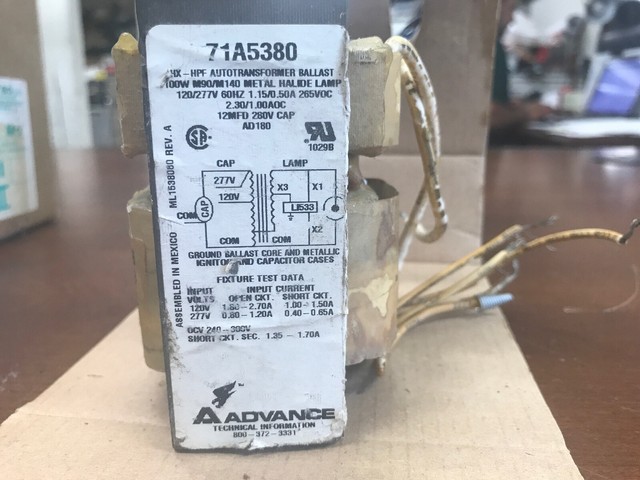 71A5380
HX-HPF AUTOTRANSFORMER BALLAST
100W M90/M140 METAL HALIDE LAMP
120/277V 60HZ 1.15/0.50A 265VOC
2.30/1.00AOC
12MFD 280V CAP
AD180
1029B
CAP LAMP
277V X3 X1
120V
LI533
CAP
COM
X2
COM COM
GROUND BALLAST CORE AND METALLIC
IGNITOR AND CAPACITOR CASES
FIXTURE TEST DATA
INPUT INPUT CURRENT
VOLTS OPEN CKT. SHORT CKT.
120V 1.80-2.70A 1.00-1.50A
277V 0.80-1.20A 0.40-0.65A
OCV 240-300V
SHORT CKT. SEC. 1.35-1.70A
ADVANCE
TECHNICAL INFORMATION
800-372-3331
ASSEMBLED IN MEXICO ML1538080 REV. A